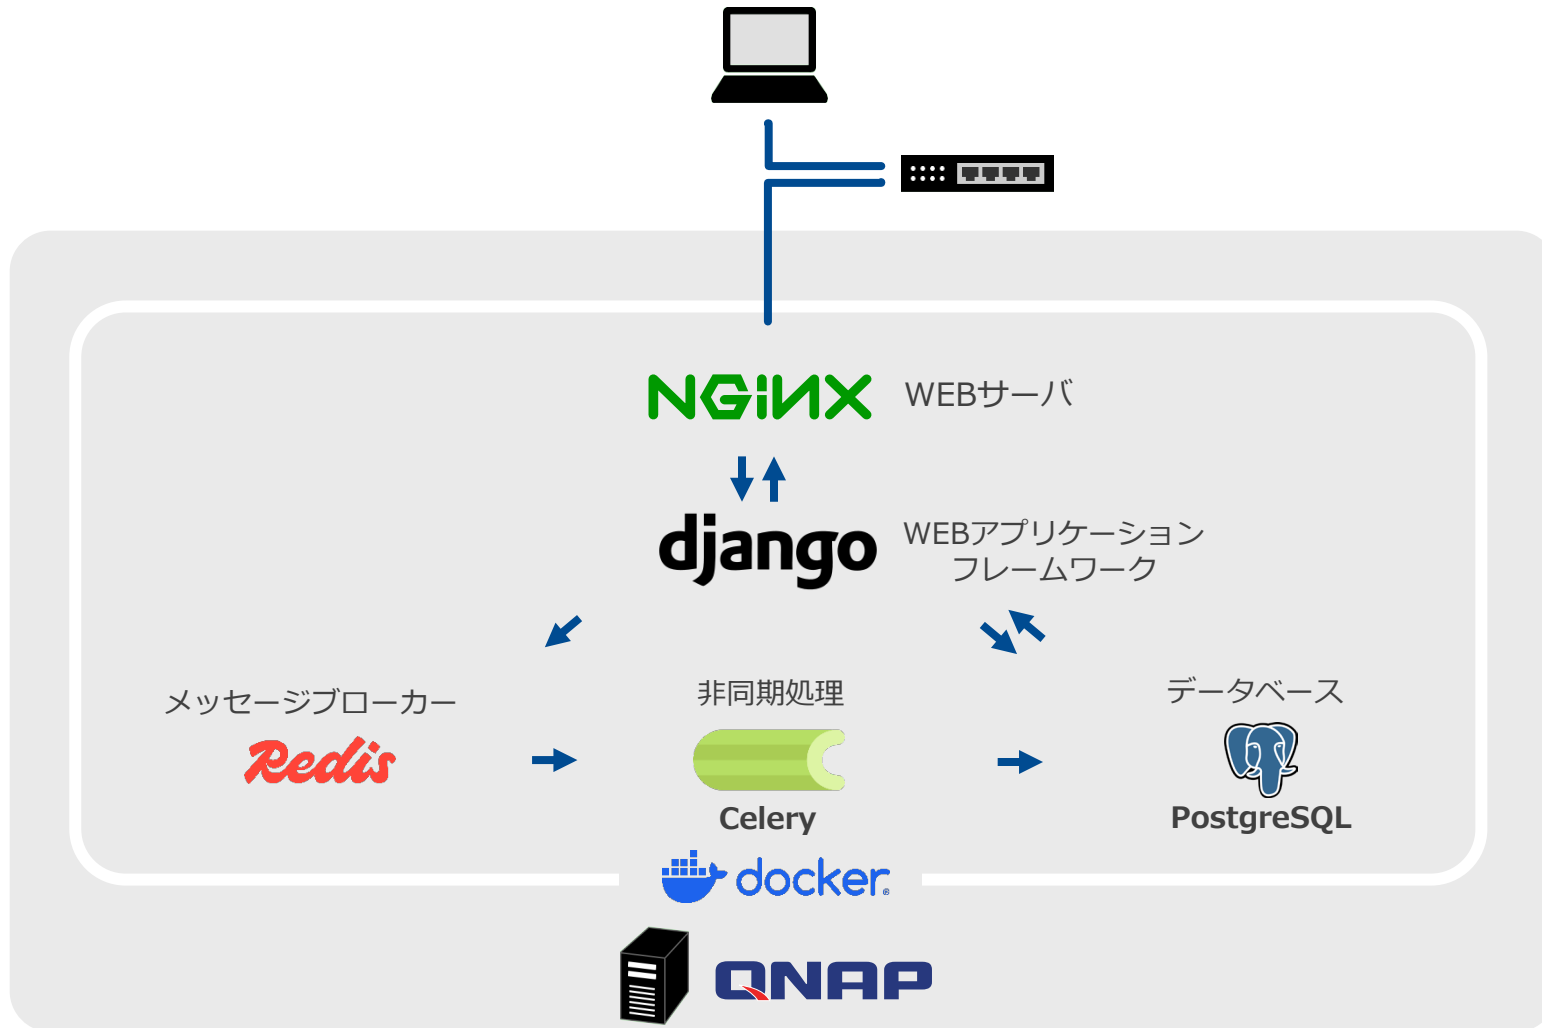 NGiNX
WEBサーバ
django
WEBアプリケーション
フレームワーク
メッセージブローカー
Redis
非同期処理
Celery
データベース
PostgreSQL
docker
QNAP